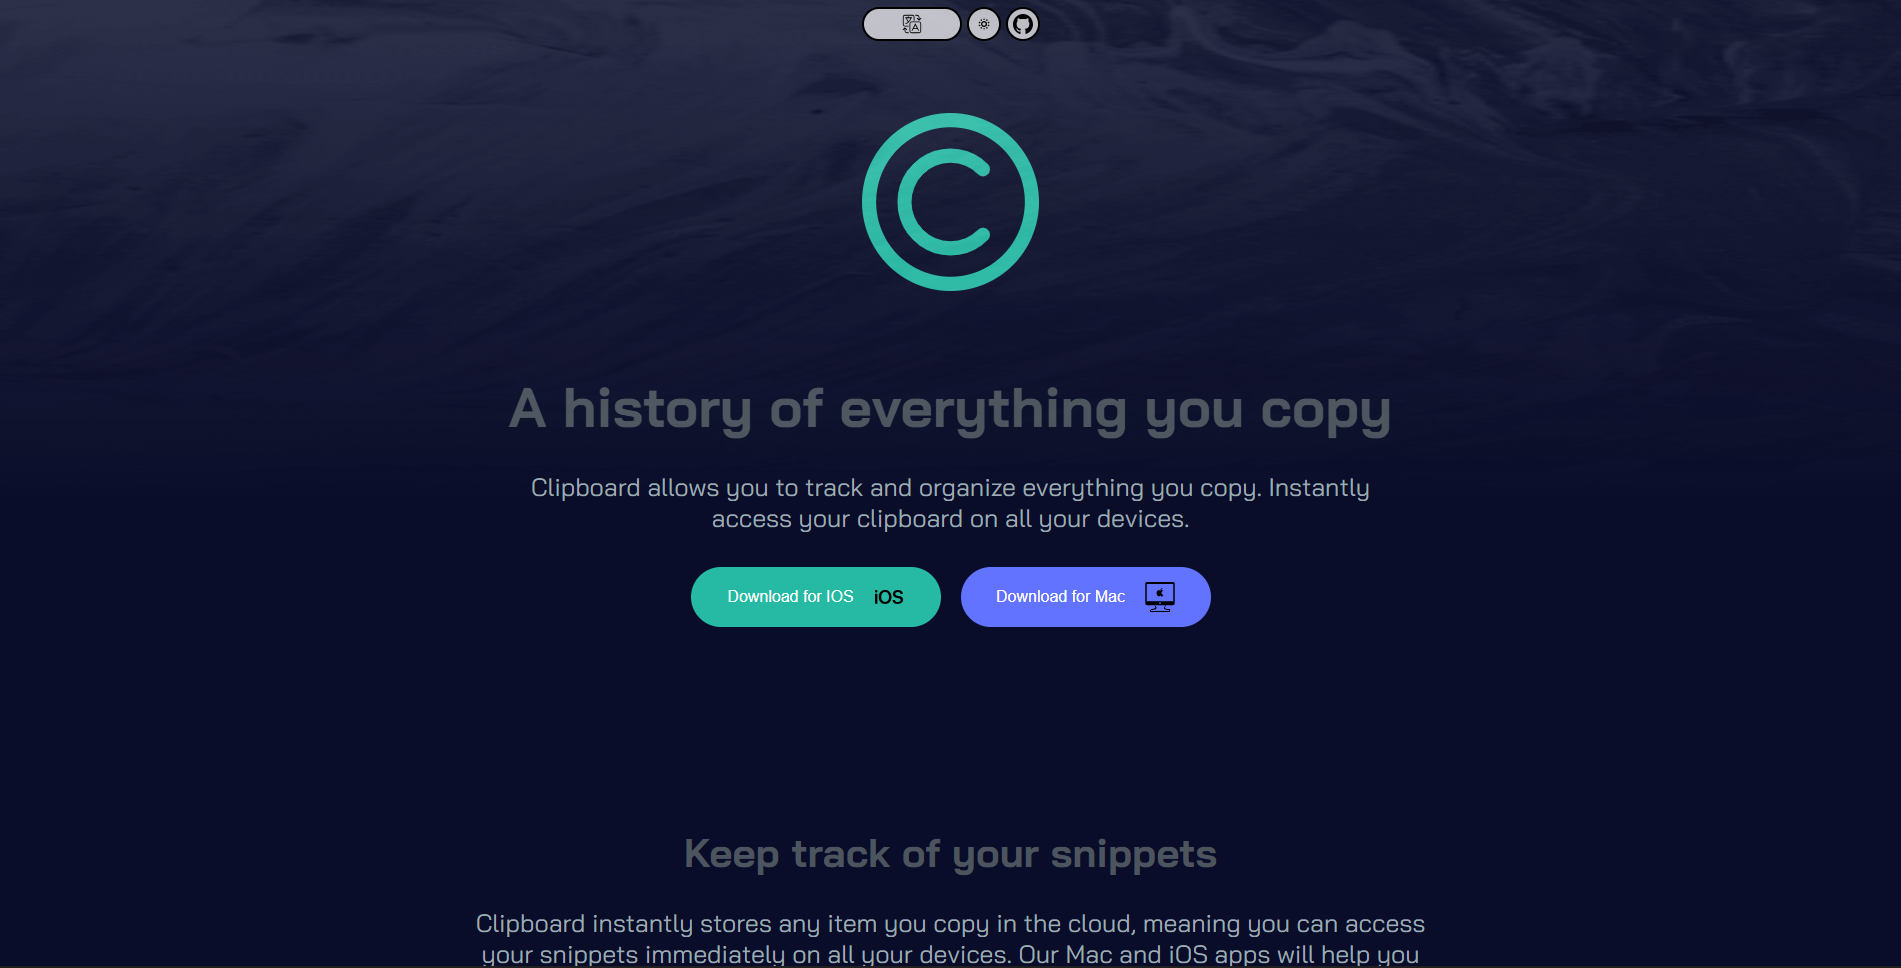 A history of everything you copy
Clipboard allows you to track and organize everything you copy. Instantly
access your clipboard on all your devices.
Download for IOS iOS
Download for Mac
Keep track of your snippets
Clipboard instantly stores any item you copy in the cloud, meaning you can access
your snippets immediately on all your devices. Our Mac and iOS apps will help you